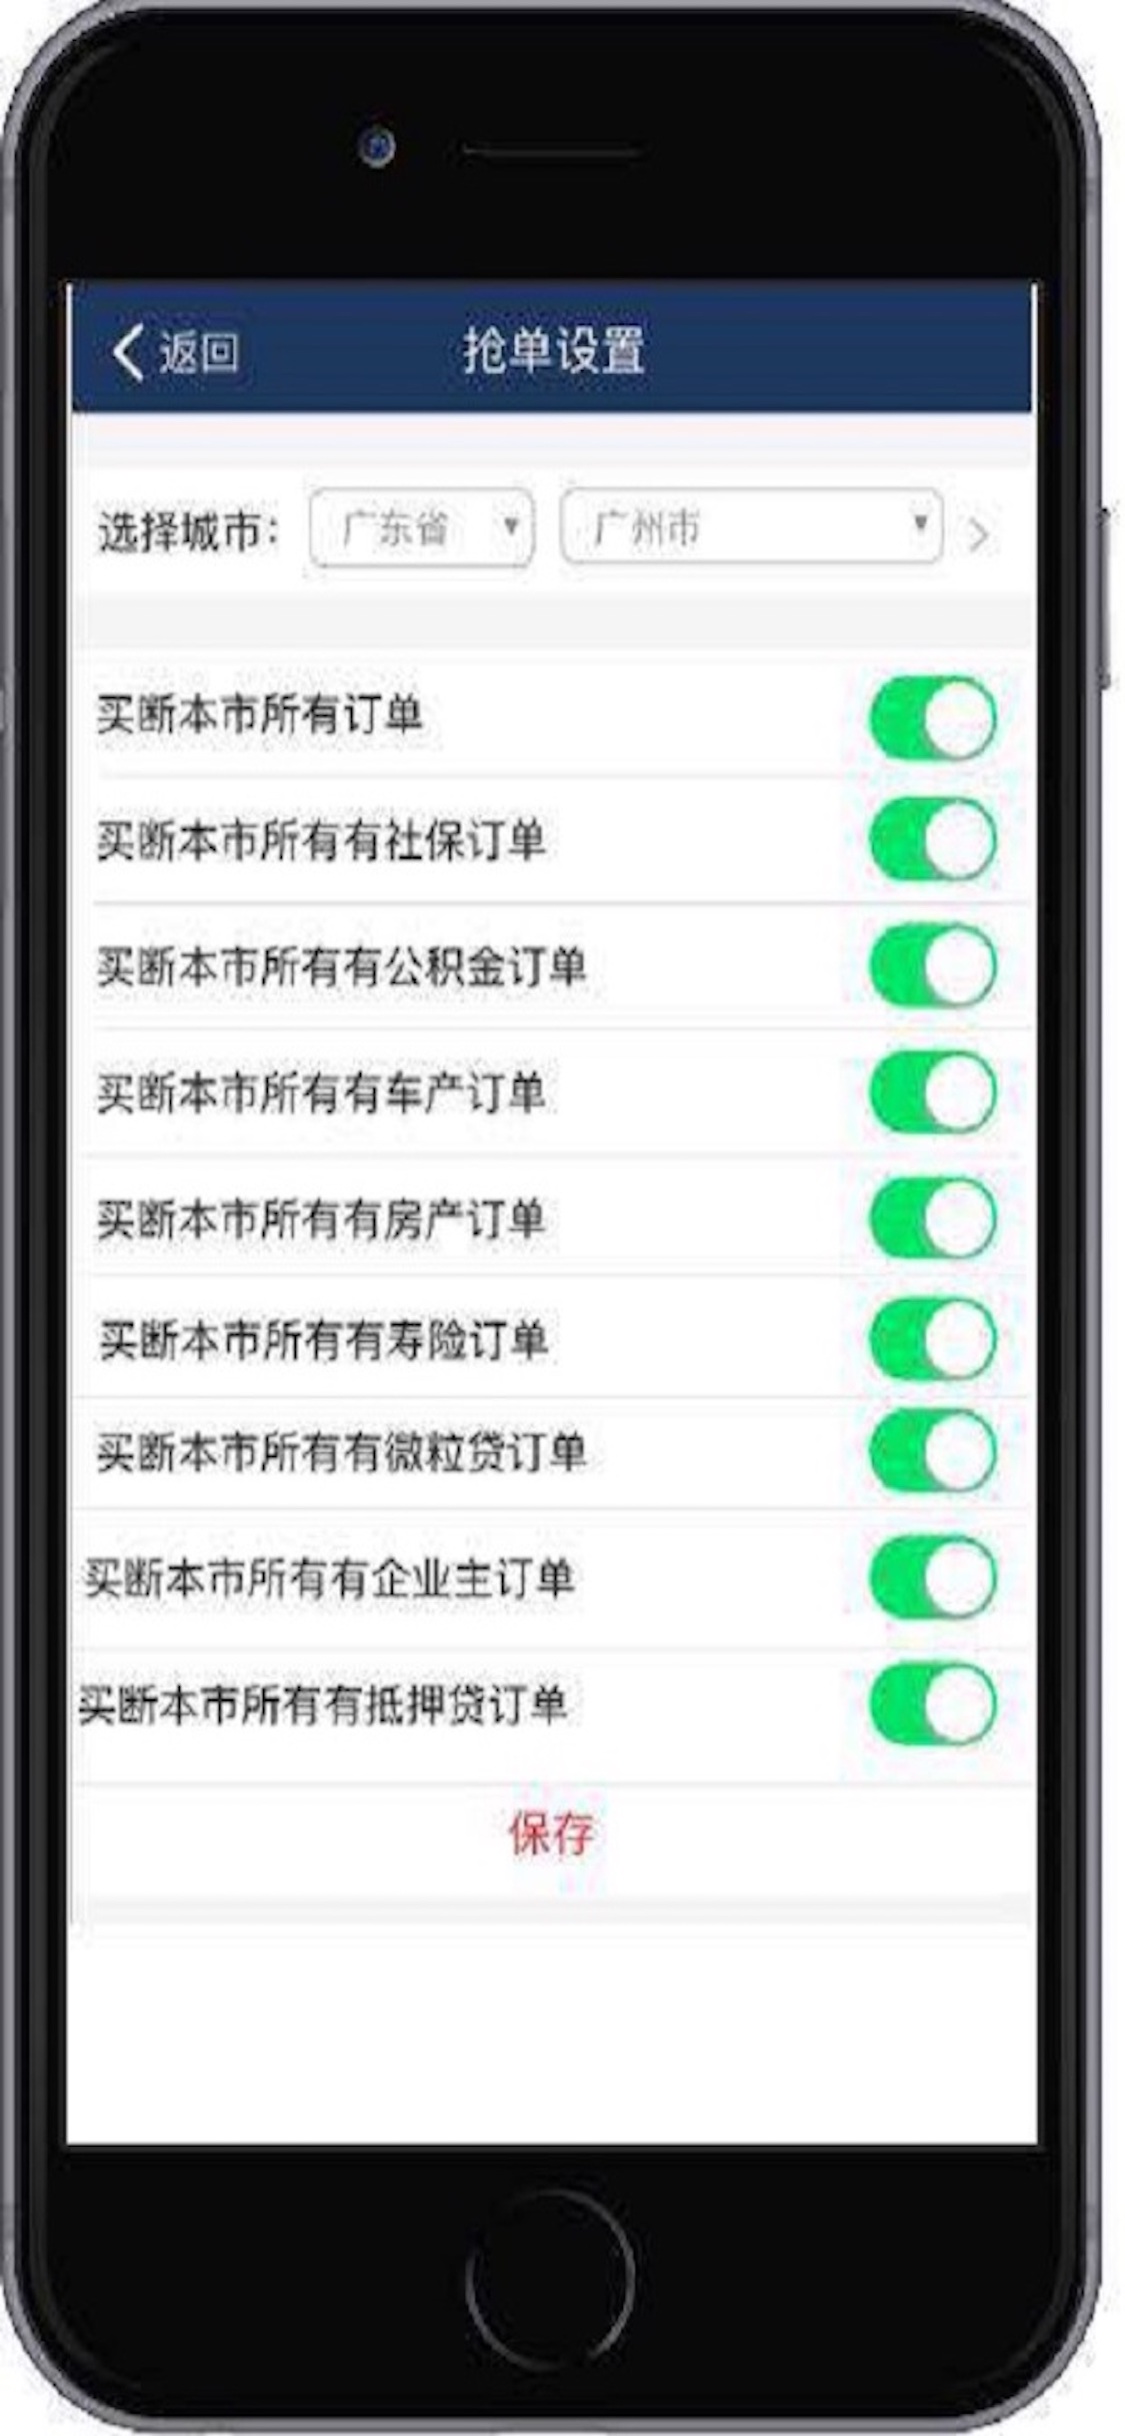 返回
抢单设置
选择城市： 广东省 广州市
买断本市所有订单
买断本市所有有社保订单
买断本市所有有公积金订单
买断本市所有有车产订单
买断本市所有有房产订单
买断本市所有有寿险订单
买断本市所有有微粒贷订单
买断本市所有有企业主订单
买断本市所有有抵押贷订单
保存